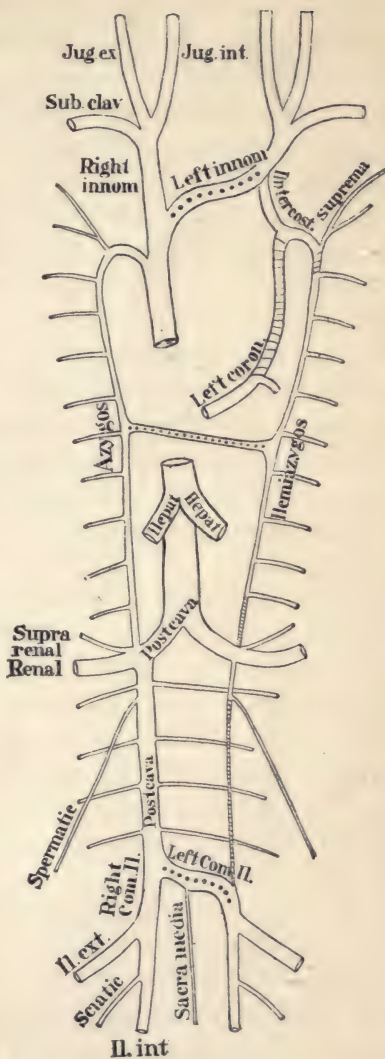 Jug. ex
Jug. int.
Sub. clav
Right
innom
Left innom
Intercost. suprema
Left coron.
Azygos
Hemiazygos
Hepat
Hepat
Postcava
Supra
renal
Renal
Postcava
Spermatic
Right
Com. Il.
Left Com. Il.
Il. ext.
Sciatic
Sacra media
Il. int